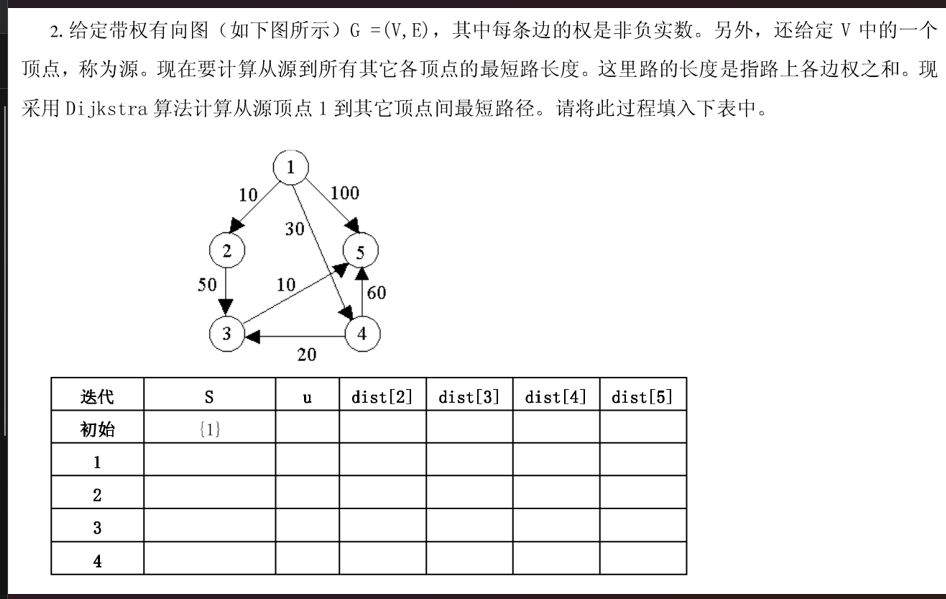 2. 给定带权有向图（如下图所示）G =(V,E)，其中每条边的权是非负实数。另外，还给定 V 中的一个
顶点，称为源。现在要计算从源到所有其它各顶点的最短路长度。这里路的长度是指路上各边权之和。现
采用 Dijkstra 算法计算从源顶点 1 到其它顶点间最短路径。请将此过程填入下表中。
1
10 100
30
2 5
50 10 60
3 4
20
迭代 S u dist[2] dist[3] dist[4] dist[5]
初始 {1}
1
2
3
4